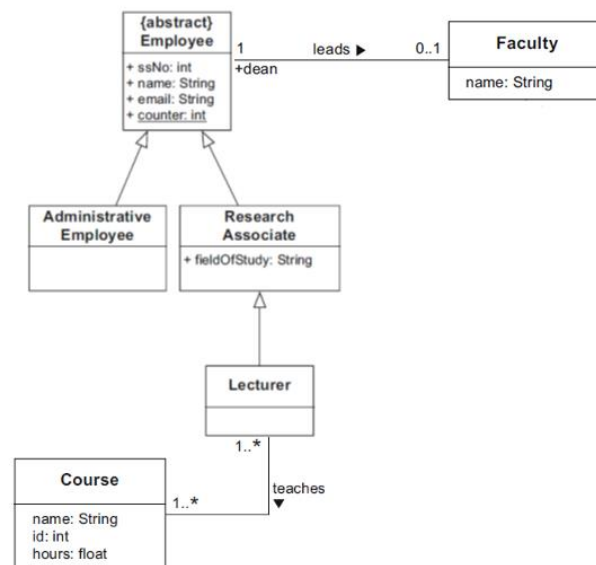 {abstract}
Employee
+ ssNo: int
+ name: String
+ email: String
+ counter: int
1
+dean
leads ►
0..1
Faculty
name: String
Administrative
Employee
Research
Associate
+ fieldOfStudy: String
Lecturer
1..*
teaches
▼
1..*
Course
name: String
id: int
hours: float